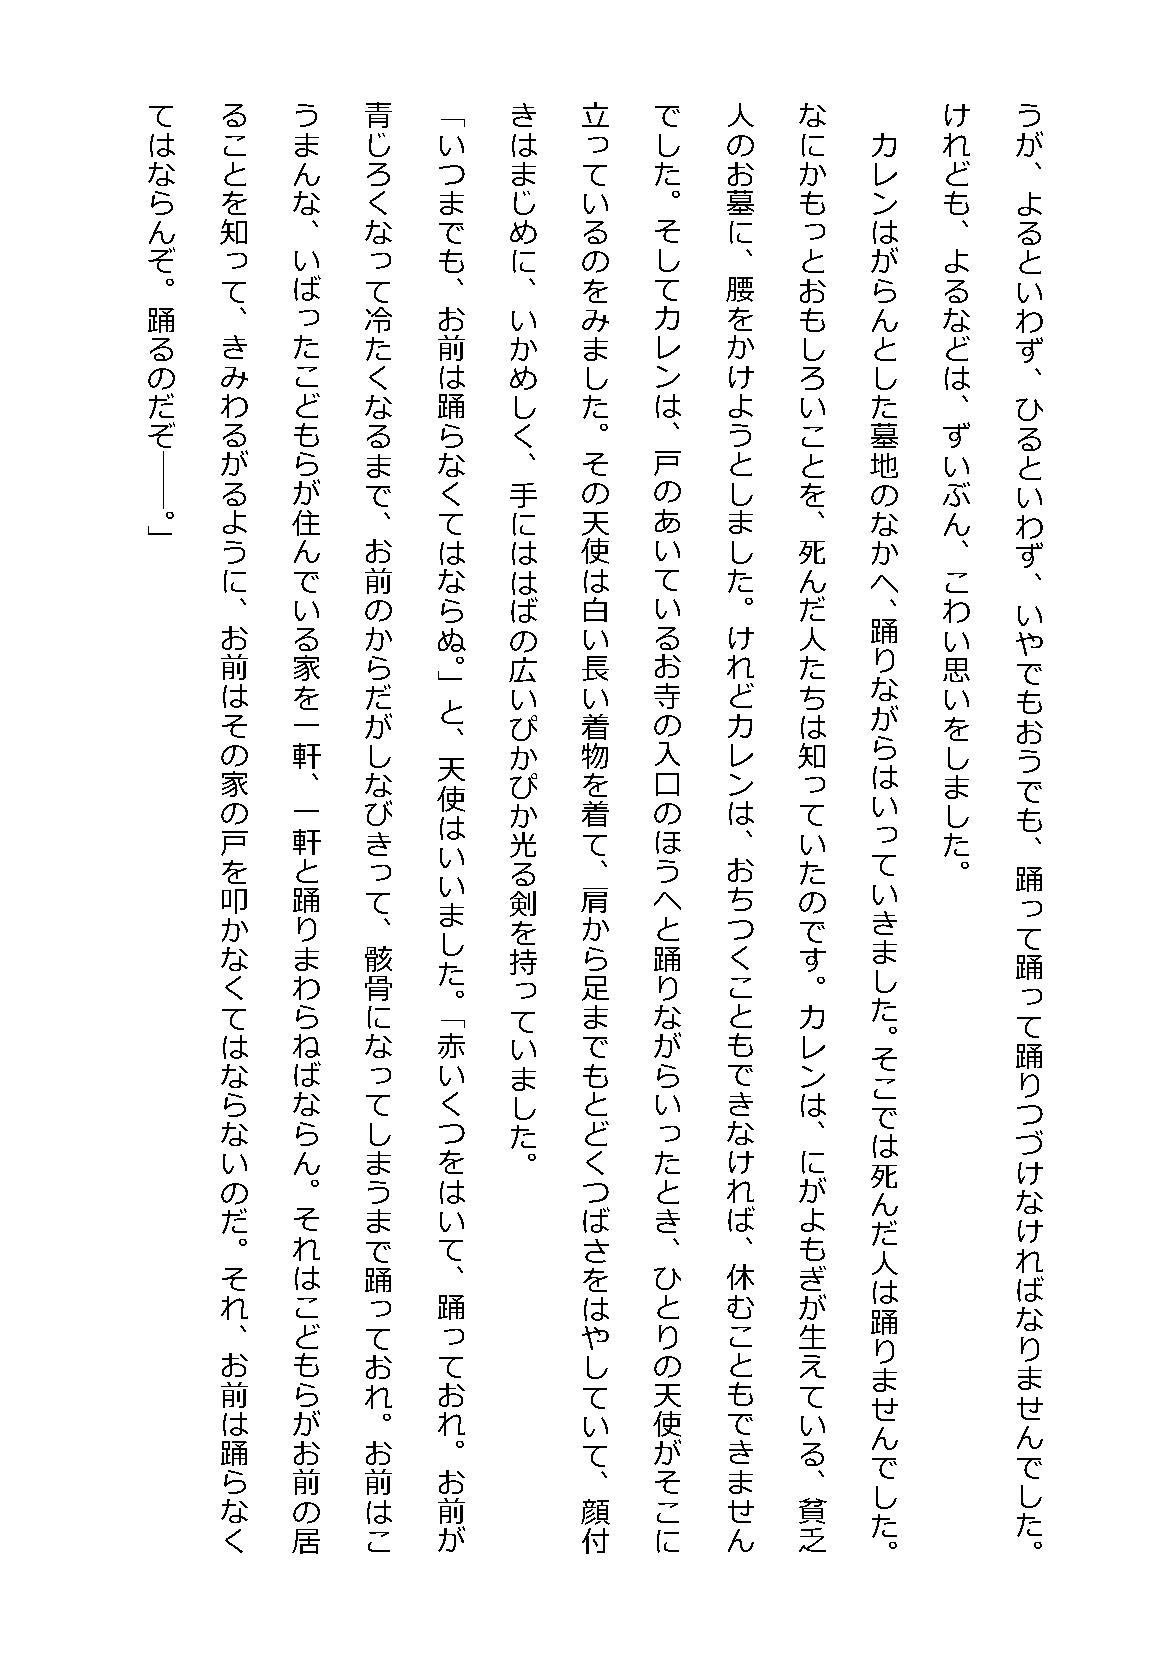 うが、よるといわず、ひるといわず、いやでもおうでも、踊って踊って踊りつづけなければなりませんでした。
けれども、よるなどは、ずいぶん、こわい思いをしました。
　カレンはがらんとした墓地のなかへ、踊りながらはいっていきました。そこでは死んだ人は踊りませんでした。
なにかもっとおもしろいことを、死んだ人たちは知っていたのです。カレンは、にがよもぎが生えている、貧乏
人のお墓に、腰をかけようとしました。けれどカレンは、おちつくこともできなければ、休むこともできません
でした。そしてカレンは、戸のあいているお寺の入口のほうへと踊りながらいったとき、ひとりの天使がそこに
立っているのをみました。その天使は白い長い着物を着て、肩から足までもとどくつばさをはやしていて、顔付
きはまじめに、いかめしく、手にははばの広いぴかぴか光る剣を持っていました。
「いつまでも、お前は踊らなくてはならぬ。」と、天使はいいました。「赤いくつをはいて、踊っておれ。お前が
青じろくなって冷たくなるまで、お前のからだがしなびきって、骸骨になってしまうまで踊っておれ。お前はこ
うまんな、いばったこどもらが住んでいる家を一軒、一軒と踊りまわらねばならん。それはこどもらがお前の居
ることを知って、きみわるがるように、お前はその家の戸を叩かなくてはならないのだ。それ、お前は踊らなく
てはならんぞ。踊るのだぞ――。」